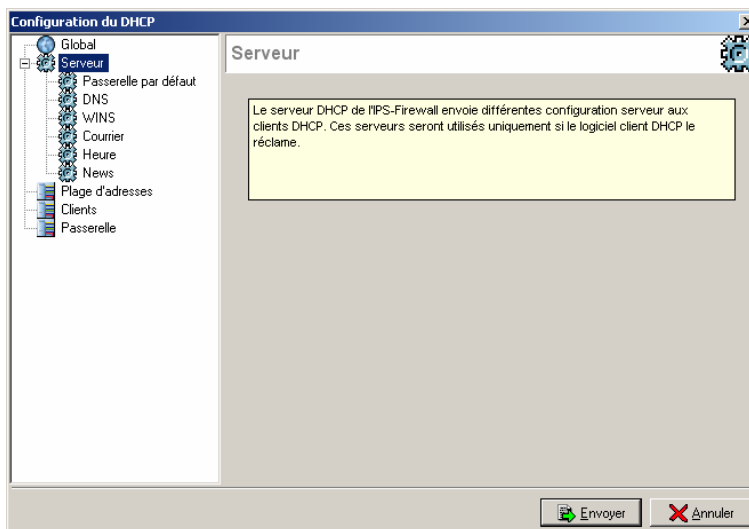 Configuration du DHCP
Global
Serveur
Passerelle par défaut
DNS
WINS
Courrier
Heure
News
Plage d'adresses
Clients
Passerelle
Serveur
Le serveur DHCP de l'IPS-Firewall envoie différentes configuration serveur aux
clients DHCP. Ces serveurs seront utilisés uniquement si le logiciel client DHCP le
réclame.
Envoyer
Annuler